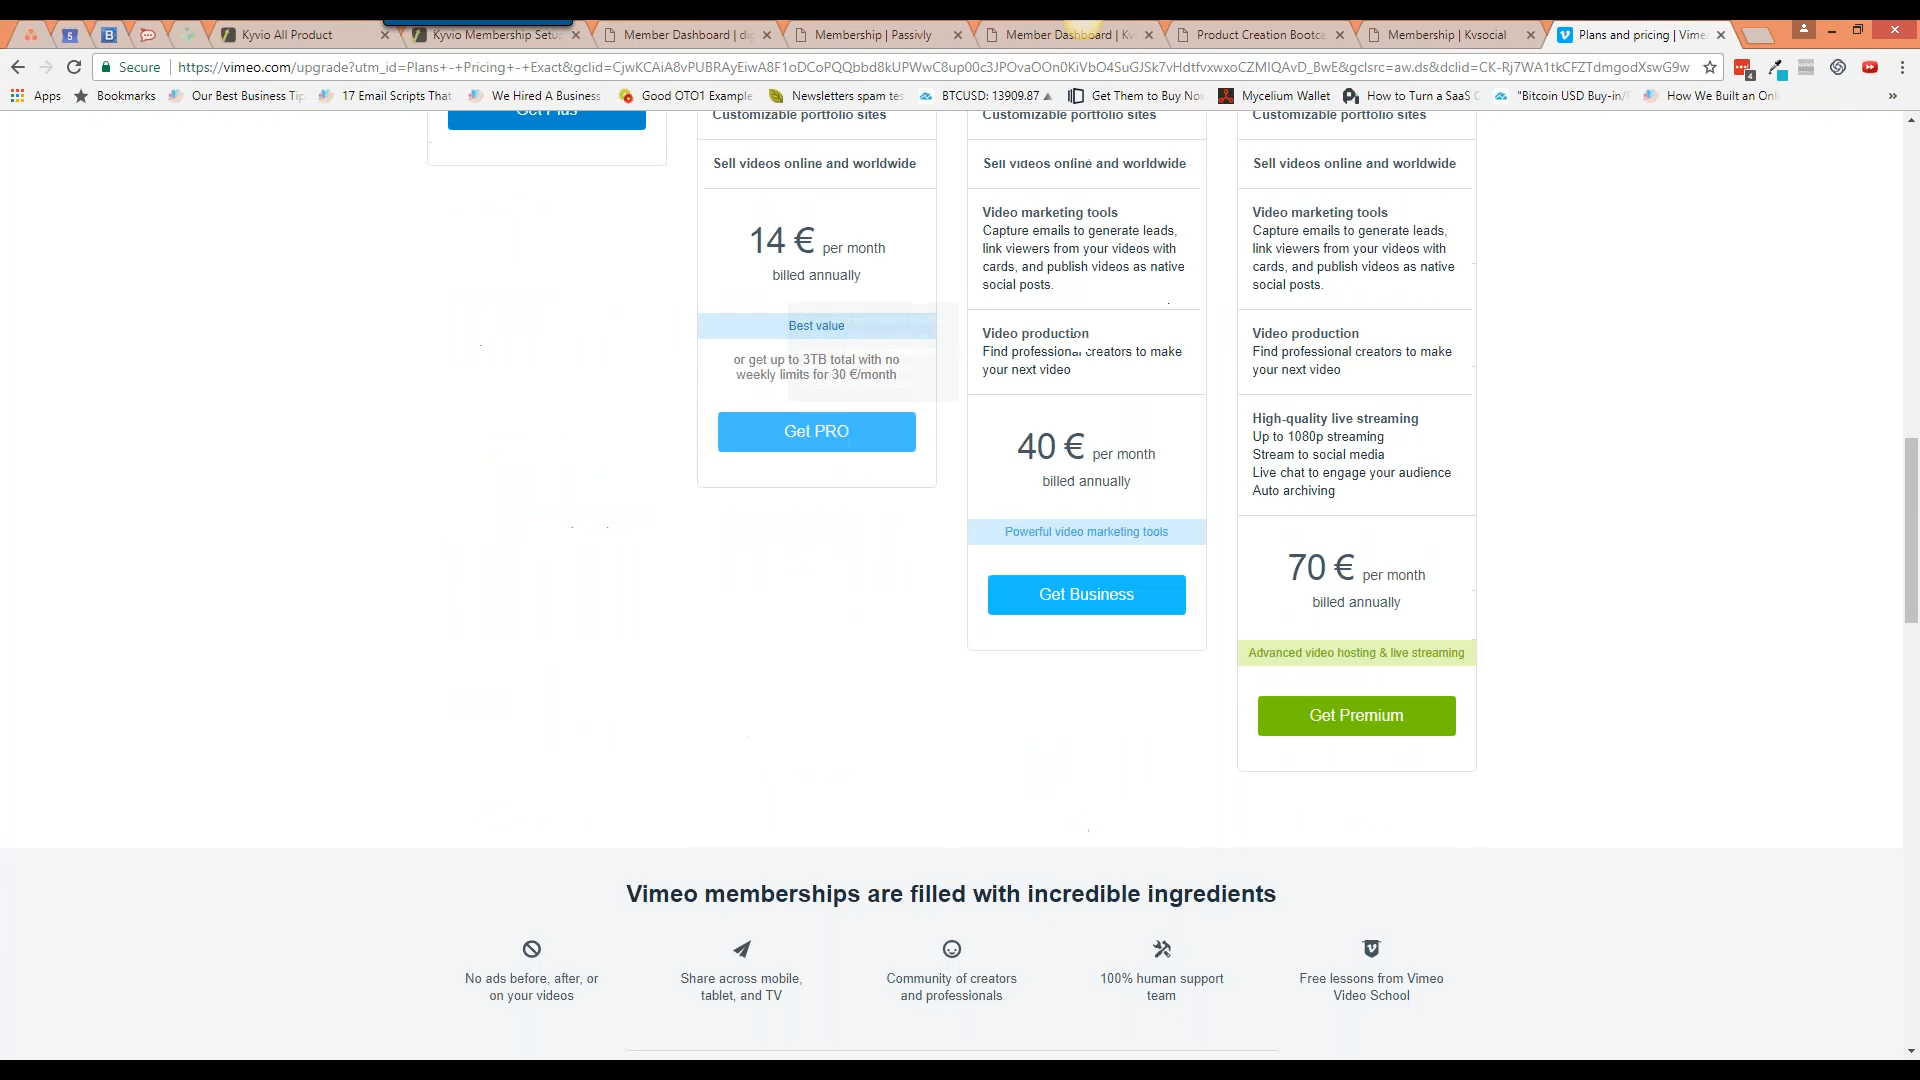 Kyvio All Product
Kyvio Membership Setu
Member Dashboard | di
Membership | Passivly
Member Dashboard | Kv
Product Creation Bootca
Membership | Kvsocial
Plans and pricing | Vime
Secure
https://vimeo.com/upgrade?utm_id=Plans+-+Pricing+-+Exact&gclid=CjwKCAiA8vPUBRAyEiwA8F1oDCoPQQbbd8kUPWwC8up00c3JPOvaOOn0KiVbO4SuGJSk7vHdtfvxwxoCZMIQAvD_BwE&gclsrc=aw.ds&dclid=CK-Rj7WA1tkCFZTdmgodXswG9w
Apps
Bookmarks
Our Best Business Tip
17 Email Scripts That
We Hired A Business
Good OTO1 Example
Newsletters spam tes
BTCUSD: 13909.87 ▲
Get Them to Buy Now
Mycelium Wallet
How to Turn a SaaS C
"Bitcoin USD Buy-in/
How We Built an Onli
»
Get Plus
Customizable portfolio sites
Sell videos online and worldwide
14 € per month
billed annually
Best value
or get up to 3TB total with no
weekly limits for 30 €/month
Get PRO
Customizable portfolio sites
Sell videos online and worldwide
Video marketing tools
Capture emails to generate leads,
link viewers from your videos with
cards, and publish videos as native
social posts.
Video production
Find professional creators to make
your next video
40 € per month
billed annually
Powerful video marketing tools
Get Business
Customizable portfolio sites
Sell videos online and worldwide
Video marketing tools
Capture emails to generate leads,
link viewers from your videos with
cards, and publish videos as native
social posts.
Video production
Find professional creators to make
your next video
High-quality live streaming
Up to 1080p streaming
Stream to social media
Live chat to engage your audience
Auto archiving
70 € per month
billed annually
Advanced video hosting & live streaming
Get Premium
Vimeo memberships are filled with incredible ingredients
No ads before, after, or
on your videos
Share across mobile,
tablet, and TV
Community of creators
and professionals
100% human support
team
Free lessons from Vimeo
Video School